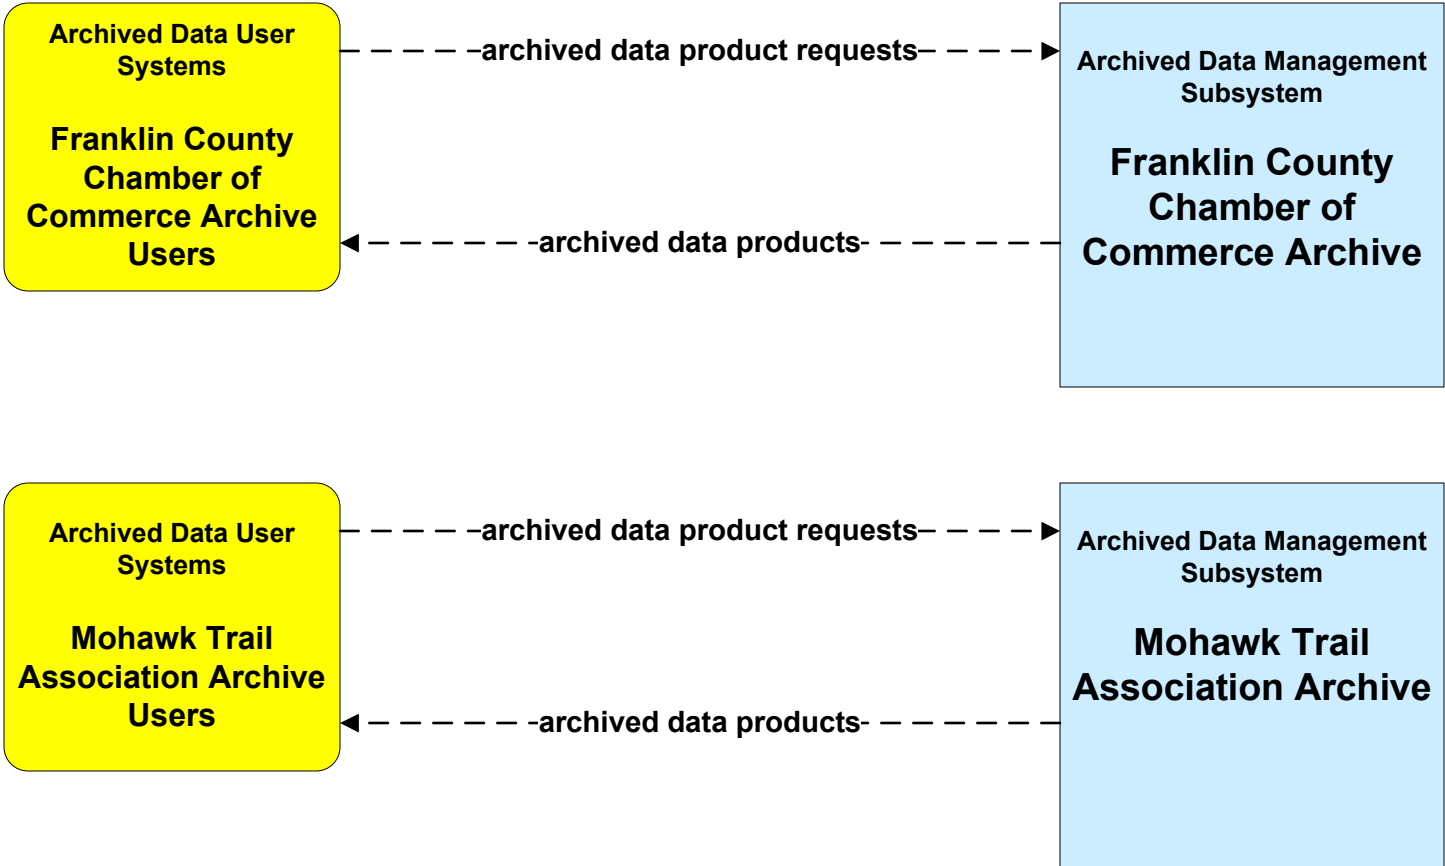 Archived Data User
Systems
Franklin County
Chamber of
Commerce Archive
Users
archived data product requests
archived data products
Archived Data Management
Subsystem
Franklin County
Chamber of
Commerce Archive
Archived Data User
Systems
Mohawk Trail
Association Archive
Users
archived data product requests
archived data products
Archived Data Management
Subsystem
Mohawk Trail
Association Archive